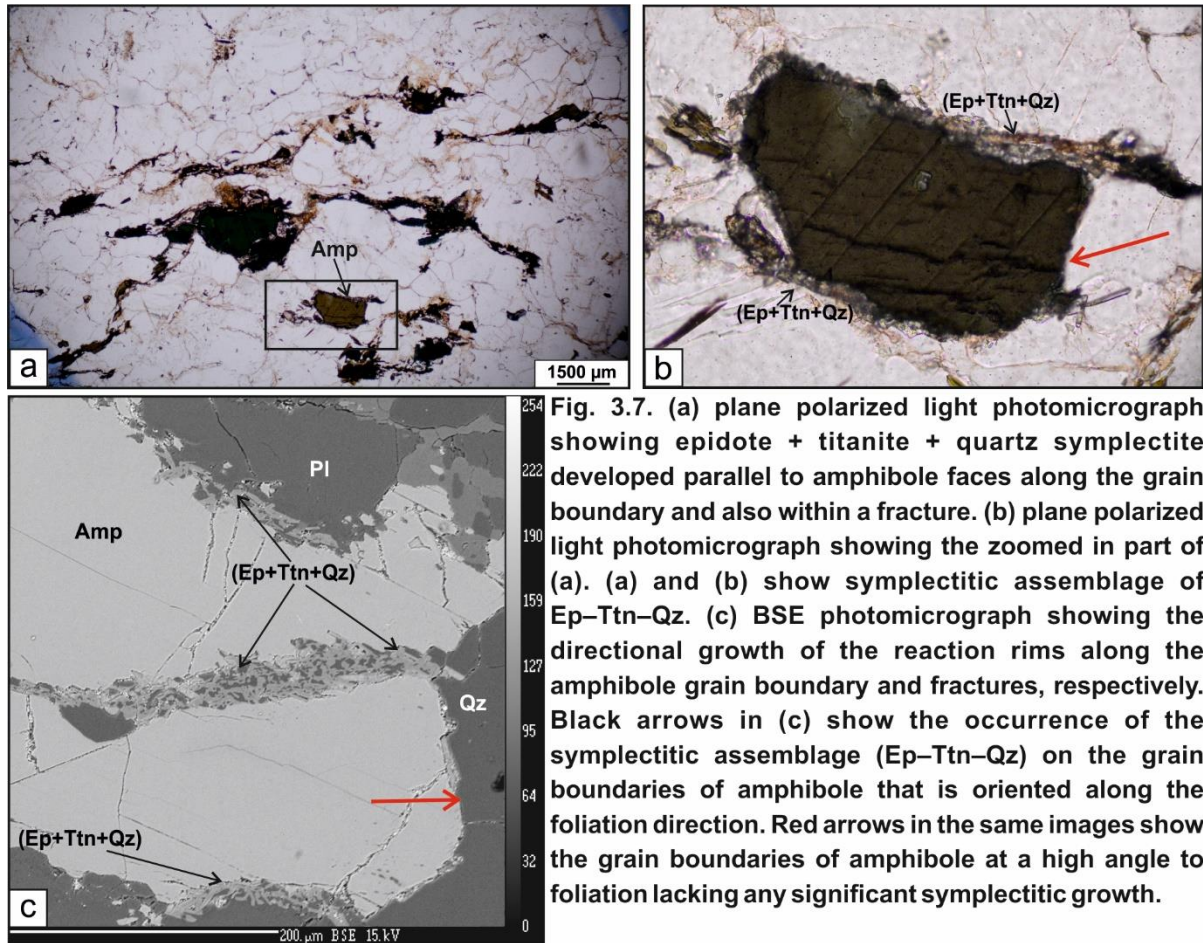 Amp
a
1500 µm
(Ep+Ttn+Qz)
(Ep+Ttn+Qz)
b
254
222
190
159
127
95
64
32
0
Pl
Amp
(Ep+Ttn+Qz)
Qz
(Ep+Ttn+Qz)
c
200. µm BSE 15.kV
Fig. 3.7. (a) plane polarized light photomicrograph
showing epidote + titanite + quartz symplectite
developed parallel to amphibole faces along the grain
boundary and also within a fracture. (b) plane polarized
light photomicrograph showing the zoomed in part of
(a). (a) and (b) show symplectitic assemblage of
Ep–Ttn–Qz. (c) BSE photomicrograph showing the
directional growth of the reaction rims along the
amphibole grain boundary and fractures, respectively.
Black arrows in (c) show the occurrence of the
symplectitic assemblage (Ep–Ttn–Qz) on the grain
boundaries of amphibole that is oriented along the
foliation direction. Red arrows in the same images show
the grain boundaries of amphibole at a high angle to
foliation lacking any significant symplectitic growth.